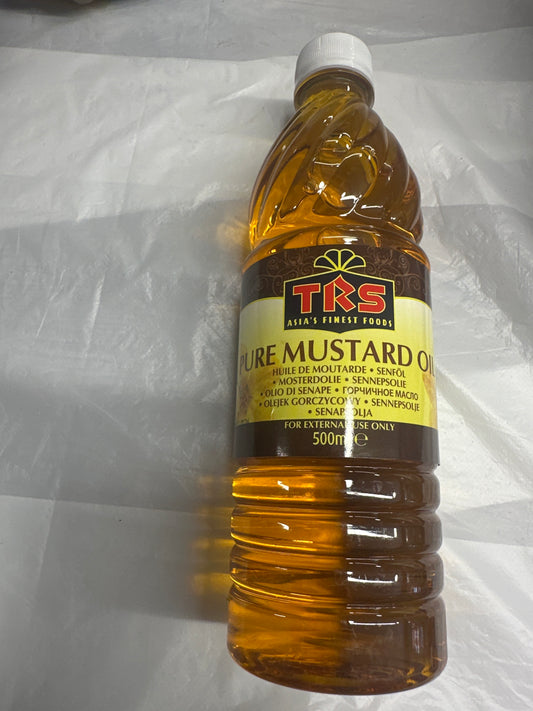 TRS
ASIA'S FINEST FOODS
PURE MUSTARD OIL
HUILE DE MOUTARDE • SENFÖL
• MOSTERDOLIE • SENNEPSOLIE
• OLIO DI SENAPE • ГОРЧИЧНОЕ МАСЛО
• OLEJEK GORCZYCOWY • SENNEPSOLJE
• SENAPSOLJA
FOR EXTERNAL USE ONLY
500ml ℮